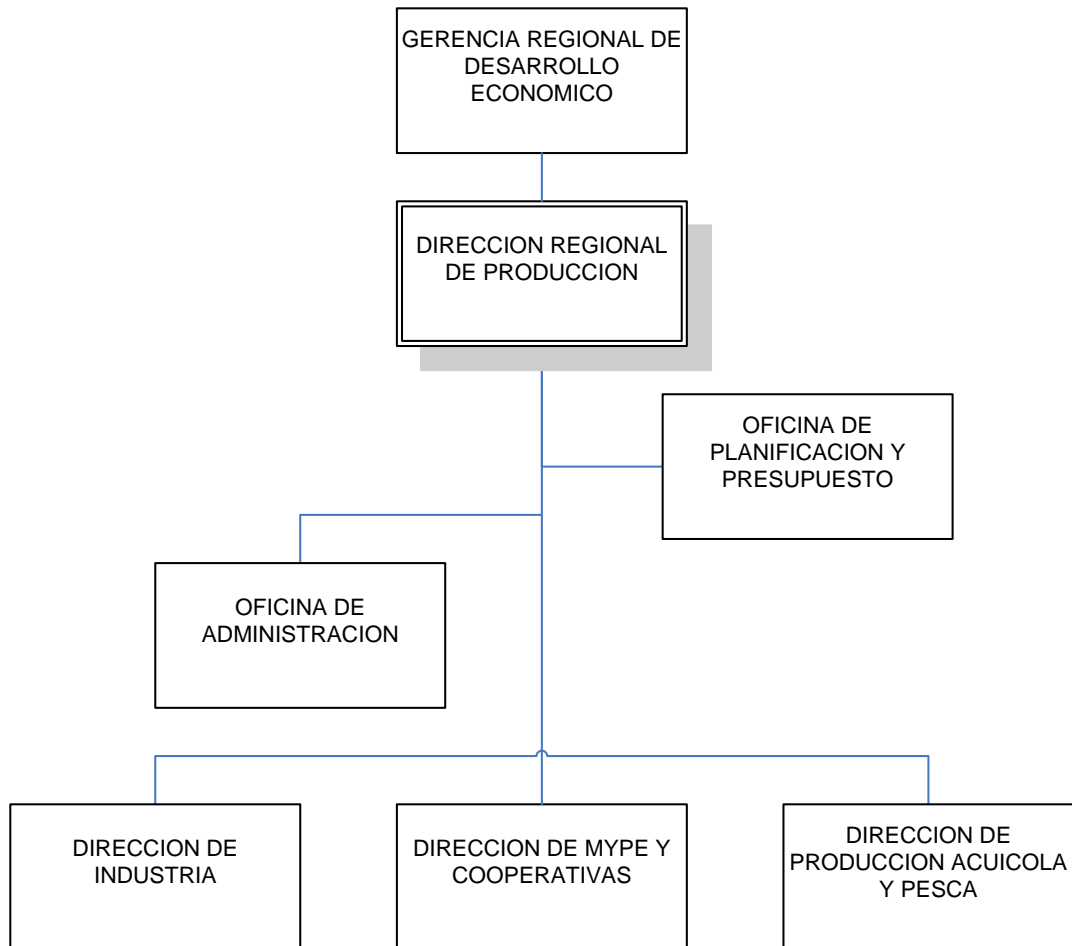 GERENCIA REGIONAL DE
DESARROLLO
ECONOMICO
DIRECCION REGIONAL
DE PRODUCCION
OFICINA DE
PLANIFICACION Y
PRESUPUESTO
OFICINA DE
ADMINISTRACION
DIRECCION DE
INDUSTRIA
DIRECCION DE MYPE Y
COOPERATIVAS
DIRECCION DE
PRODUCCION ACUICOLA
Y PESCA